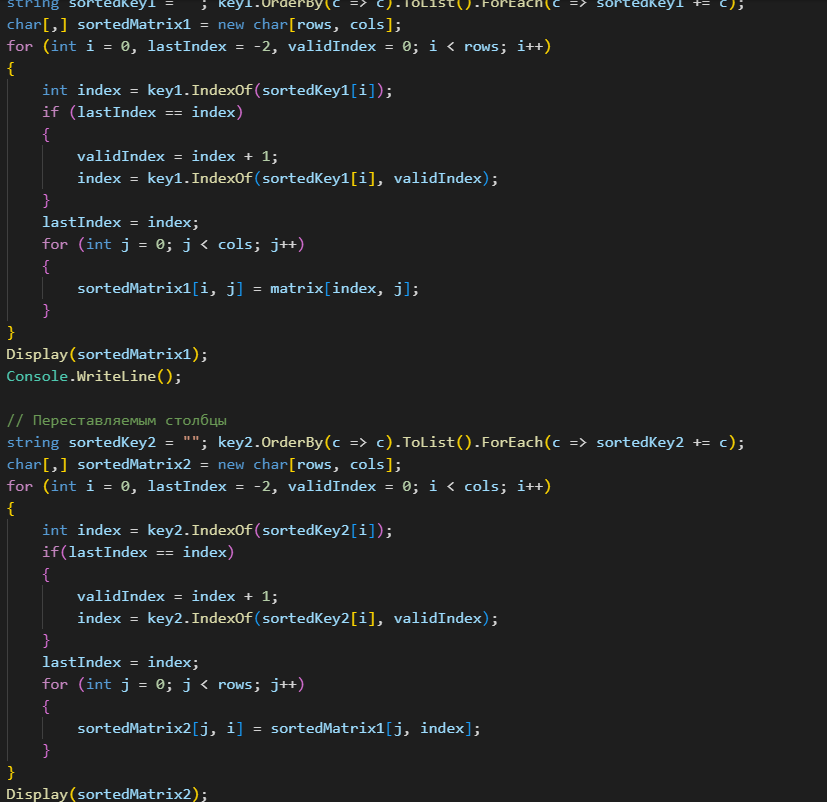 string sortedKey1 = ""; key1.OrderBy(c => c).ToList().ForEach(c => sortedKey1 += c);
char[,] sortedMatrix1 = new char[rows, cols];
for (int i = 0, lastIndex = -2, validIndex = 0; i < rows; i++)
{
    int index = key1.IndexOf(sortedKey1[i]);
    if (lastIndex == index)
    {
        validIndex = index + 1;
        index = key1.IndexOf(sortedKey1[i], validIndex);
    }
    lastIndex = index;
    for (int j = 0; j < cols; j++)
    {
        sortedMatrix1[i, j] = matrix[index, j];
    }
}
Display(sortedMatrix1);
Console.WriteLine();

// Переставляемым столбцы
string sortedKey2 = ""; key2.OrderBy(c => c).ToList().ForEach(c => sortedKey2 += c);
char[,] sortedMatrix2 = new char[rows, cols];
for (int i = 0, lastIndex = -2, validIndex = 0; i < cols; i++)
{
    int index = key2.IndexOf(sortedKey2[i]);
    if(lastIndex == index)
    {
        validIndex = index + 1;
        index = key2.IndexOf(sortedKey2[i], validIndex);
    }
    lastIndex = index;
    for (int j = 0; j < rows; j++)
    {
        sortedMatrix2[j, i] = sortedMatrix1[j, index];
    }
}
Display(sortedMatrix2);